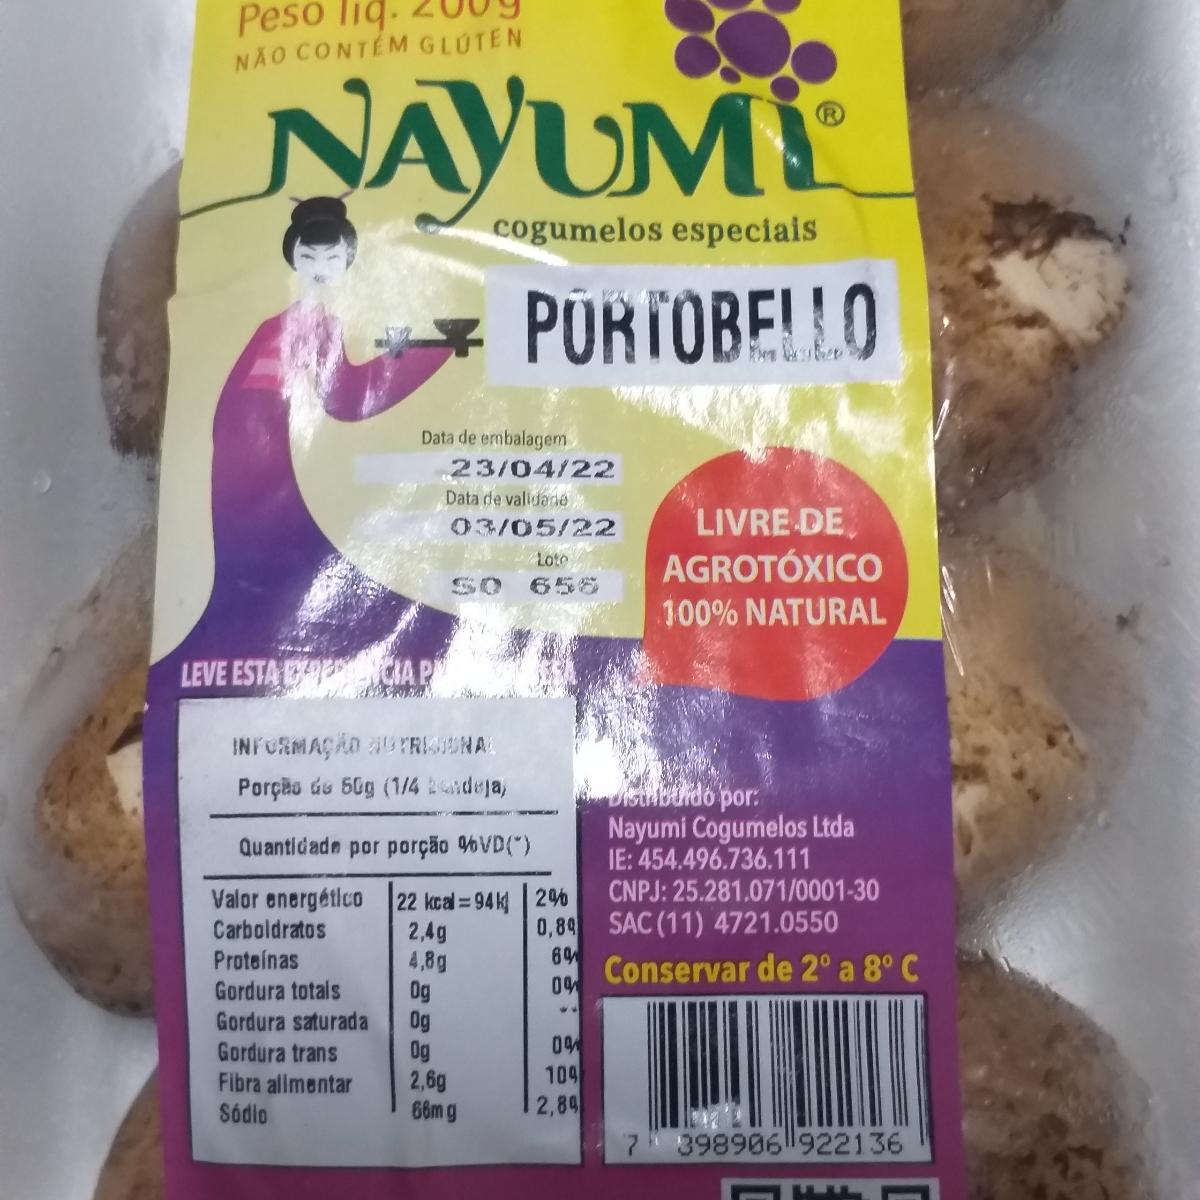 Peso líq. 200g
NÃO CONTÉM GLÚTEN
NAYUMI®
cogumelos especiais
PORTOBELLO
Data de embalagem
23/04/22
Data de validade
03/05/22
Lote
SO 656
LIVRE DE
AGROTÓXICO
100% NATURAL
LEVE ESTA
INFORMAÇÃO NUTRICIONAL
Porção de 50g (1/4 bandeja)
Quantidade por porção %VD(*)
Valor energético 22 kcal = 94kj 2%
Carboidratos 2,4g 0,8%
Proteínas 4,8g 6%
Gordura totais 0g 0%
Gordura saturada 0g --
Gordura trans 0g 0%
Fibra alimentar 2,6g 10%
Sódio 66mg 2,8%
Distribuído por:
Nayumi Cogumelos Ltda
IE: 454.496.736.111
CNPJ: 25.281.071/0001-30
SAC (11) 4721.0550
Conservar de 2º a 8º C
7 898906 922136